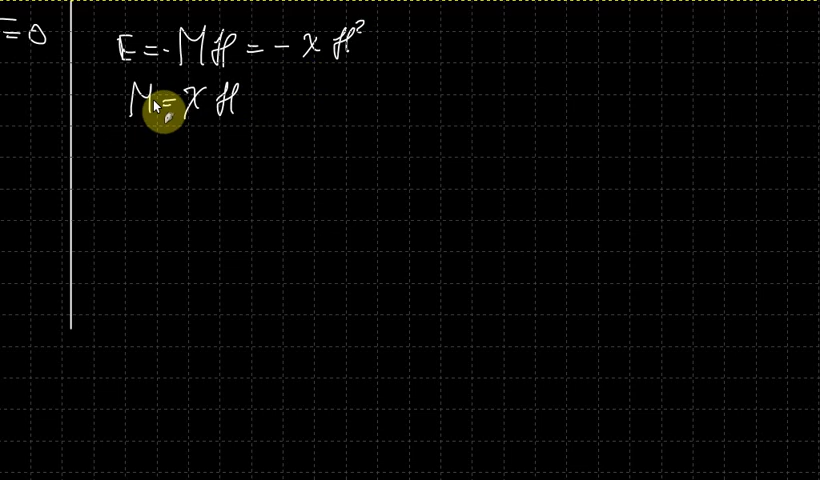 =0
E = -MH = - χ H²
M = χ H